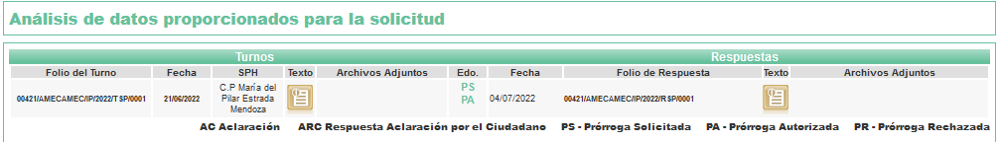 Análisis de datos proporcionados para la solicitud
Turnos Respuestas
Folio del Turno Fecha SPH Texto Archivos Adjuntos Edo. Fecha Folio de Respuesta Texto Archivos Adjuntos
00421/AMECAMEC/IP/2022/TSP/0001 21/06/2022 C.P María del Pilar Estrada Mendoza PS PA 04/07/2022 00421/AMECAMEC/IP/2022/RSP/0001
AC Aclaración ARC Respuesta Aclaración por el Ciudadano PS - Prórroga Solicitada PA - Prórroga Autorizada PR - Prórroga Rechazada